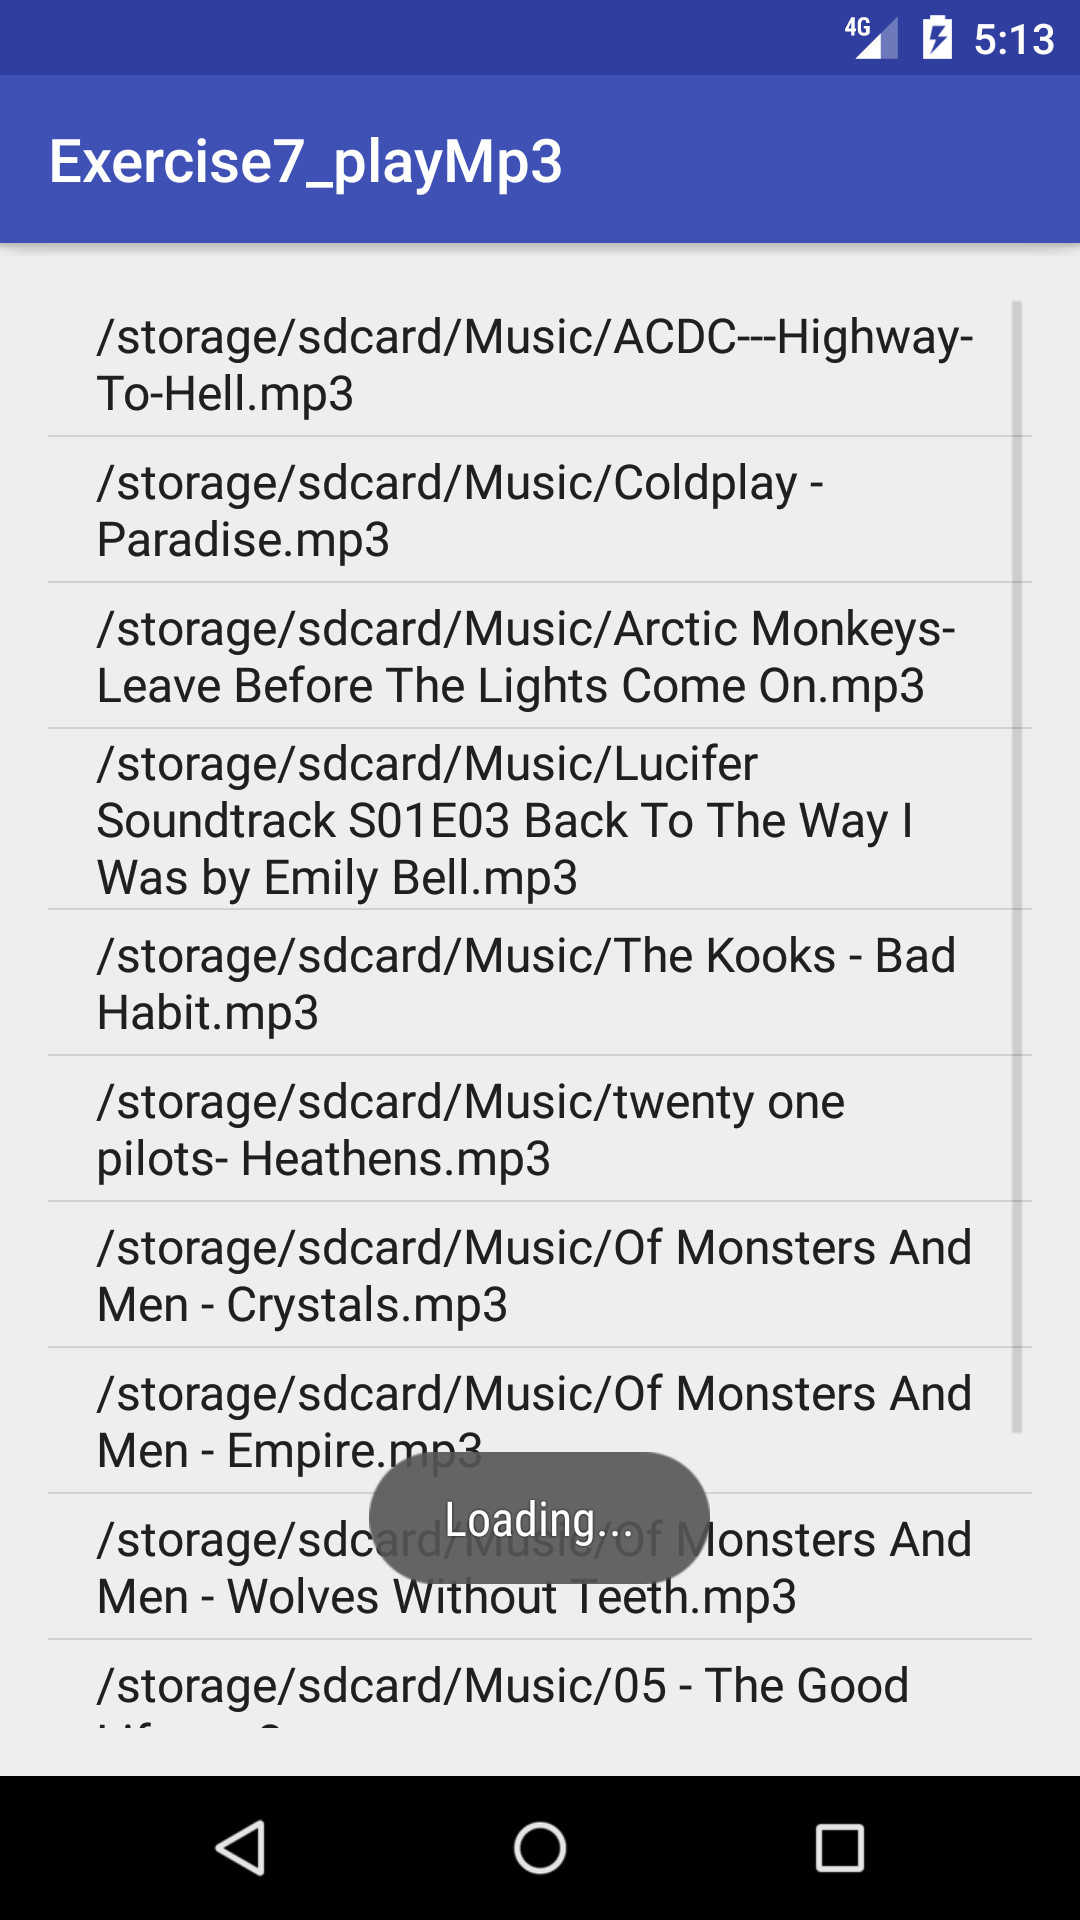 4G 5:13
Exercise7_playMp3
/storage/sdcard/Music/ACDC---Highway-
To-Hell.mp3
/storage/sdcard/Music/Coldplay -
Paradise.mp3
/storage/sdcard/Music/Arctic Monkeys-
Leave Before The Lights Come On.mp3
/storage/sdcard/Music/Lucifer
Soundtrack S01E03 Back To The Way I
Was by Emily Bell.mp3
/storage/sdcard/Music/The Kooks - Bad
Habit.mp3
/storage/sdcard/Music/twenty one
pilots- Heathens.mp3
/storage/sdcard/Music/Of Monsters And
Men - Crystals.mp3
/storage/sdcard/Music/Of Monsters And
Men - Empire.mp3
Loading...
/storage/sdcard/Music/Of Monsters And
Men - Wolves Without Teeth.mp3
/storage/sdcard/Music/05 - The Good